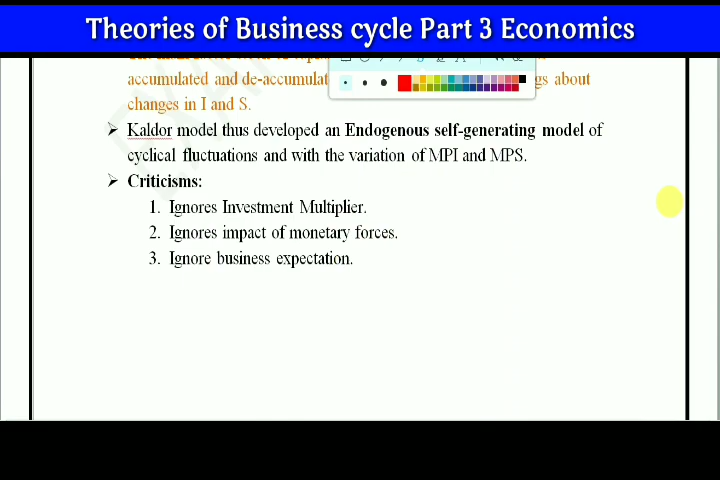 Theories of Business cycle Part 3 Economics
accumulated and de-accumulat gs about
changes in I and S.
➢ Kaldor model thus developed an Endogenous self-generating model of
cyclical fluctuations and with the variation of MPI and MPS.
➢ Criticisms:
1. Ignores Investment Multiplier.
2. Ignores impact of monetary forces.
3. Ignore business expectation.